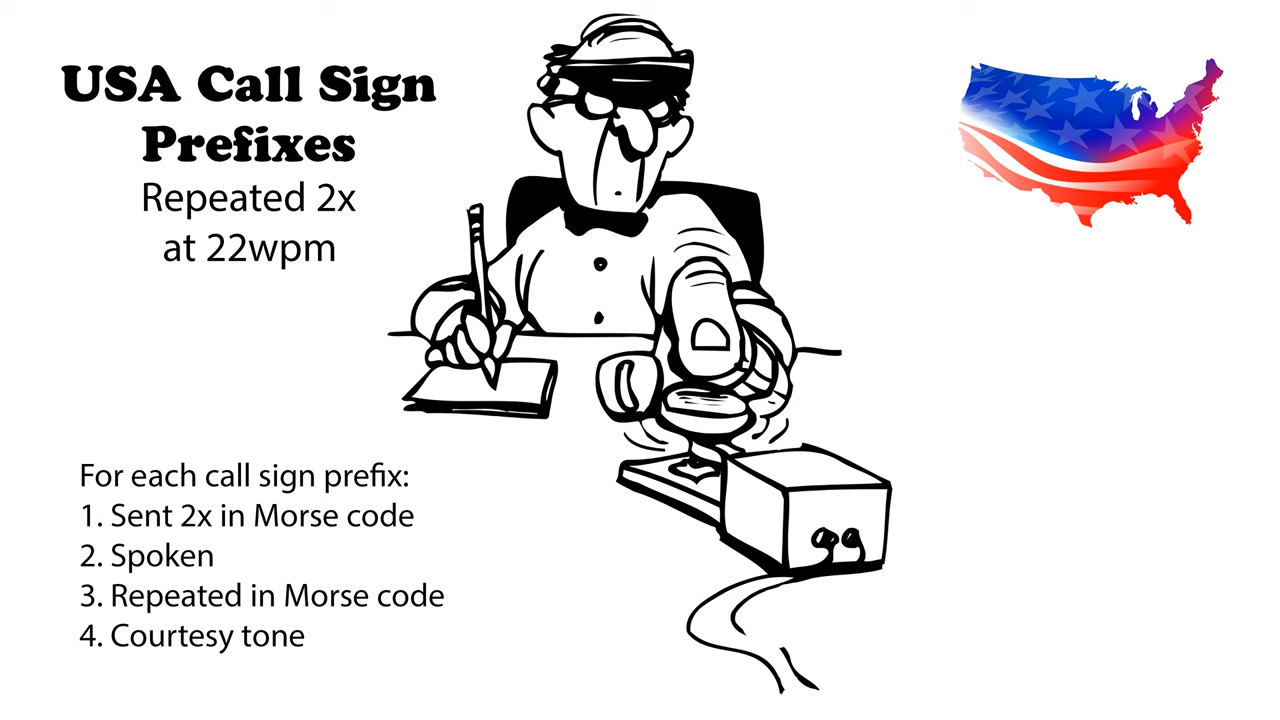 USA Call Sign
Prefixes
Repeated 2x
at 22wpm
For each call sign prefix:
1. Sent 2x in Morse code
2. Spoken
3. Repeated in Morse code
4. Courtesy tone